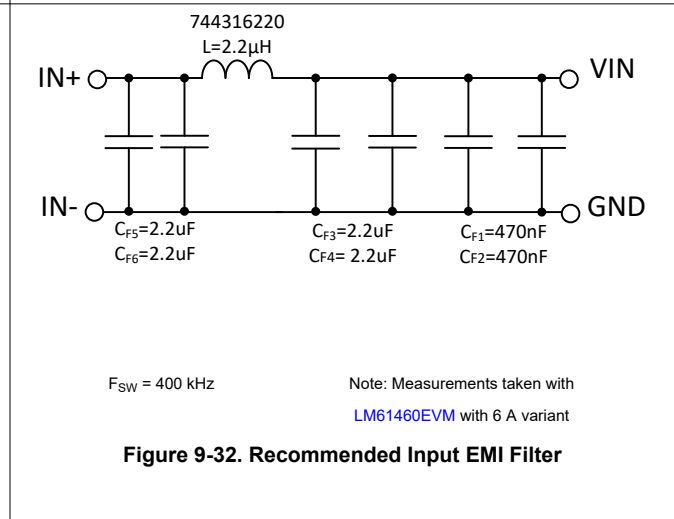 744316220
L=2.2µH
IN+
VIN
IN-
GND
CF5=2.2uF
CF6=2.2uF
CF3=2.2uF
CF4= 2.2uF
CF1=470nF
CF2=470nF
FSW = 400 kHz
Note: Measurements taken with
LM61460EVM with 6 A variant
Figure 9-32. Recommended Input EMI Filter